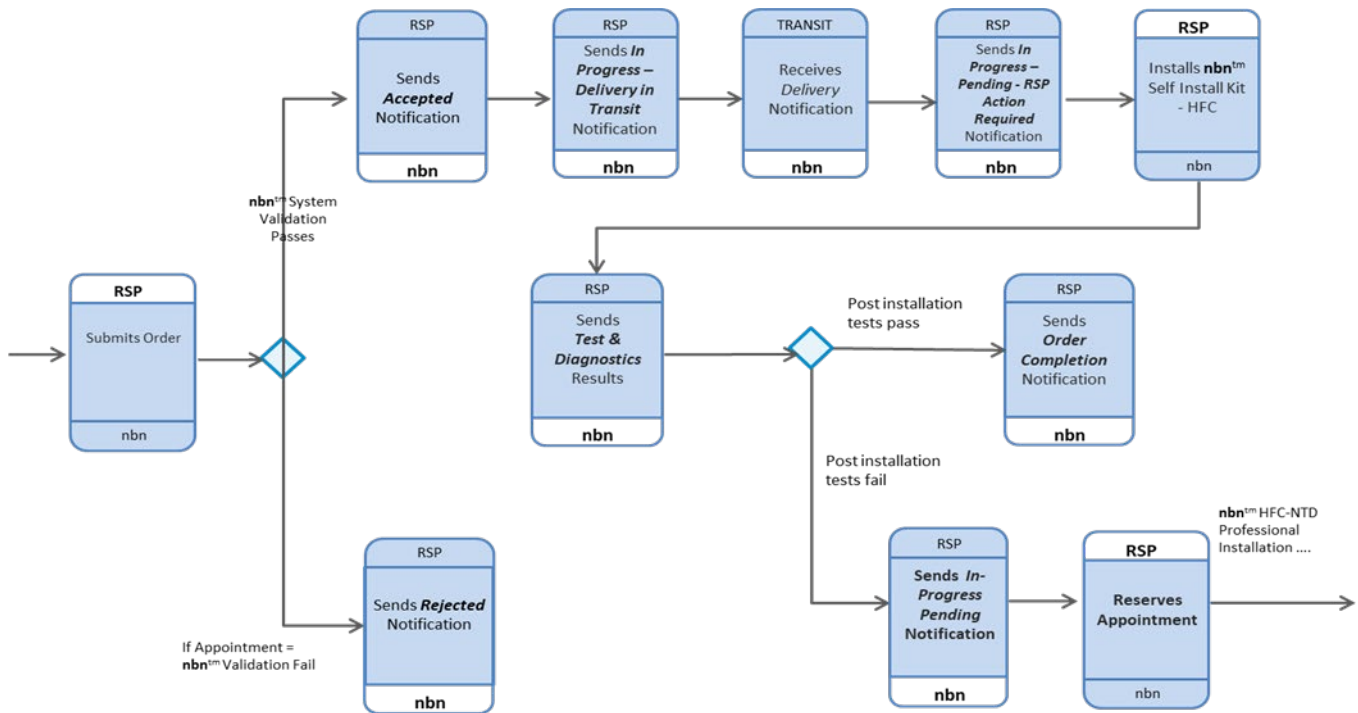 RSP
Sends
Accepted
Notification
nbn
RSP
Sends In
Progress –
Delivery in
Transit
Notification
nbn
TRANSIT
Receives
Delivery
Notification
nbn
RSP
Sends In
Progress –
Pending - RSP
Action
Required
Notification
nbn
RSP
Installs nbn™
Self Install Kit
- HFC
nbn
nbn™ System
Validation
Passes
RSP
Submits Order
nbn
RSP
Sends
Test &
Diagnostics
Results
nbn
Post installation
tests pass
RSP
Sends
Order
Completion
Notification
nbn
Post installation
tests fail
RSP
Sends Rejected
Notification
nbn
If Appointment =
nbn™ Validation Fail
RSP
Sends In-
Progress
Pending
Notification
nbn
RSP
Reserves
Appointment
nbn
nbn™ HFC-NTD
Professional
Installation ....